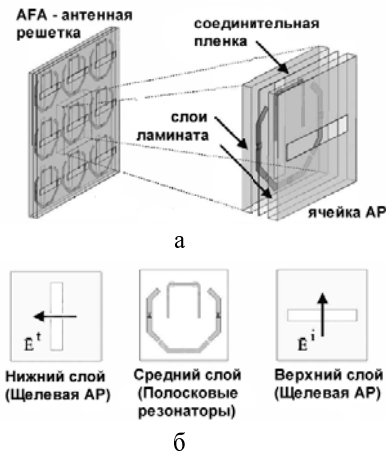 AFA - антенная
решетка
соединительная
пленка
слои
ламината
ячейка АР
а
Ē t
Ē i
Нижний слой
(Щелевая АР)
Средний слой
(Полосковые
резонаторы)
Верхний слой
(Щелевая АР)
б